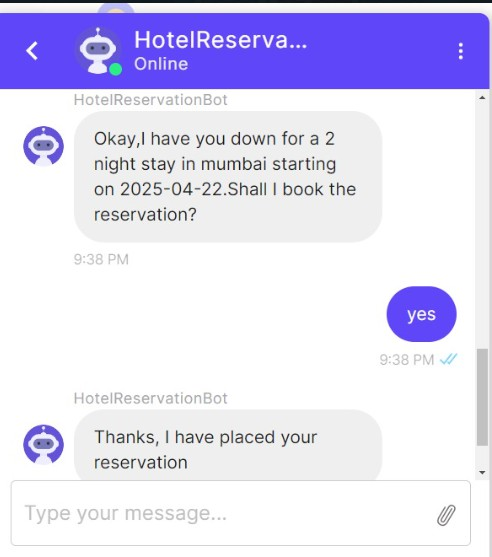 HotelReserva...
Online
HotelReservationBot
Okay,I have you down for a 2
night stay in mumbai starting
on 2025-04-22.Shall I book the
reservation?
9:38 PM
yes
9:38 PM
HotelReservationBot
Thanks, I have placed your
reservation
Type your message...